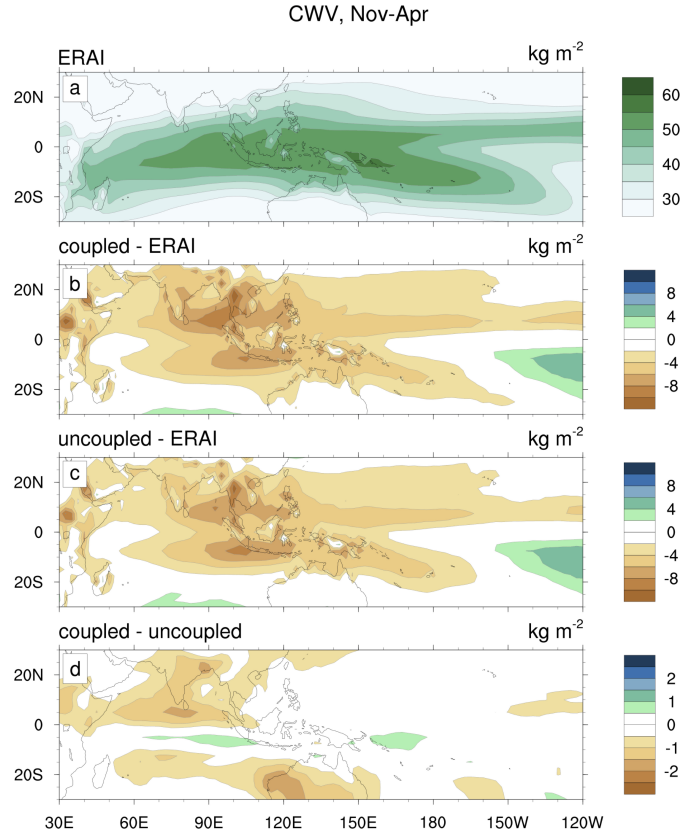 CWV, Nov-Apr
ERAI kg m-2
a
20N
0
20S
60
50
40
30
coupled - ERAI kg m-2
b
20N
0
20S
8
4
0
-4
-8
uncoupled - ERAI kg m-2
c
20N
0
20S
8
4
0
-4
-8
coupled - uncoupled kg m-2
d
20N
0
20S
2
1
0
-1
-2
30E 60E 90E 120E 150E 180 150W 120W